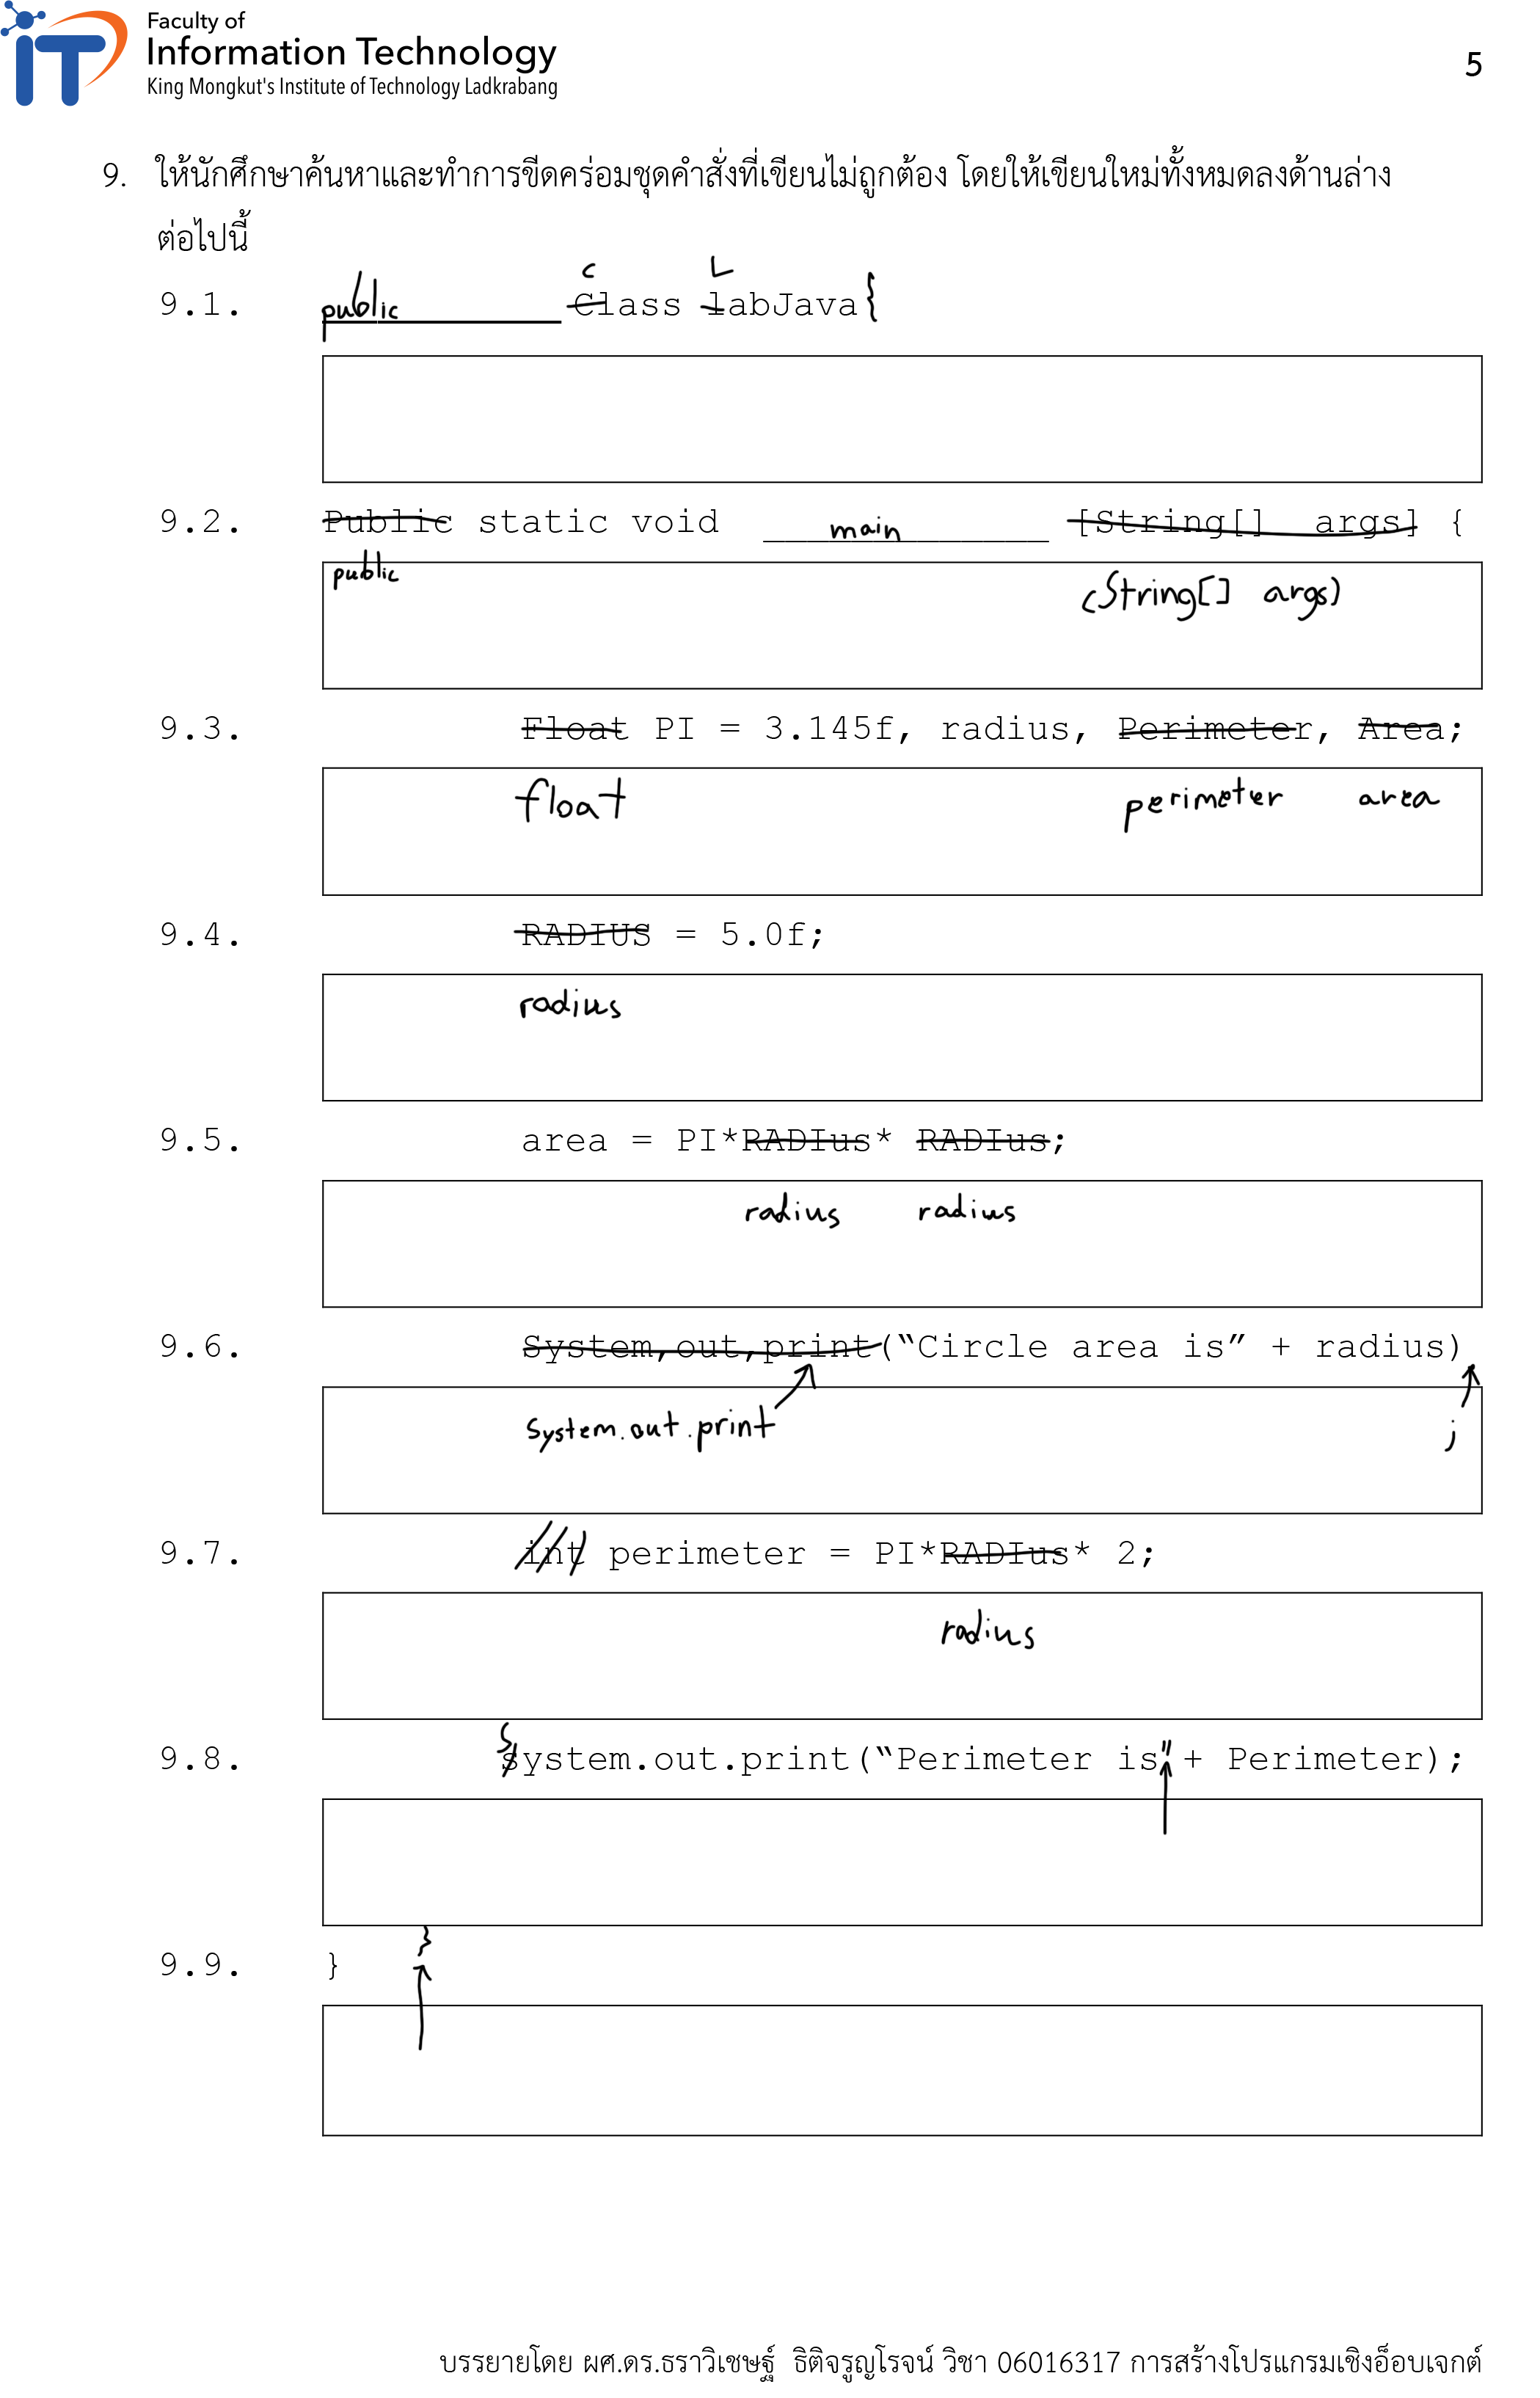 iT
Faculty of
Information Technology
King Mongkut's Institute of Technology Ladkrabang
5
9. ให้นักศึกษาค้นหาและทำการขีดคร่อมชุดคำสั่งที่เขียนไม่ถูกต้อง โดยให้เขียนใหม่ทั้งหมดลงด้านล่าง
ต่อไปนี้
c L
9.1. public Class labJava{
9.2. Public static void main [String[] args] {
public (String[] args)
9.3. Float PI = 3.145f, radius, Perimeter, Area;
float perimeter area
9.4. RADIUS = 5.0f;
radius
9.5. area = PI*RADIus* RADIus;
radius radius
9.6. System,out,print(“Circle area is” + radius)
System.out.print ;
9.7. int perimeter = PI*RADIus* 2;
radius
S
9.8. system.out.print(“Perimeter is" + Perimeter);
9.9. } }
บรรยายโดย ผศ.ดร.ธราวิเชษฐ์ ธิติจรูญโรจน์ วิชา 06016317 การสร้างโปรแกรมเชิงอ็อบเจกต์